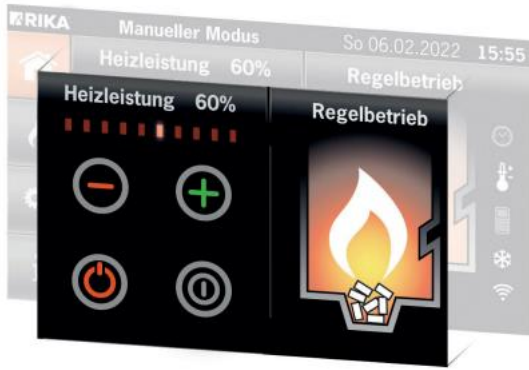 RIKA Manueller Modus So 06.02.2022 15:55
Heizleistung 60% Regelbetrieb
Heizleistung 60% Regelbetrieb